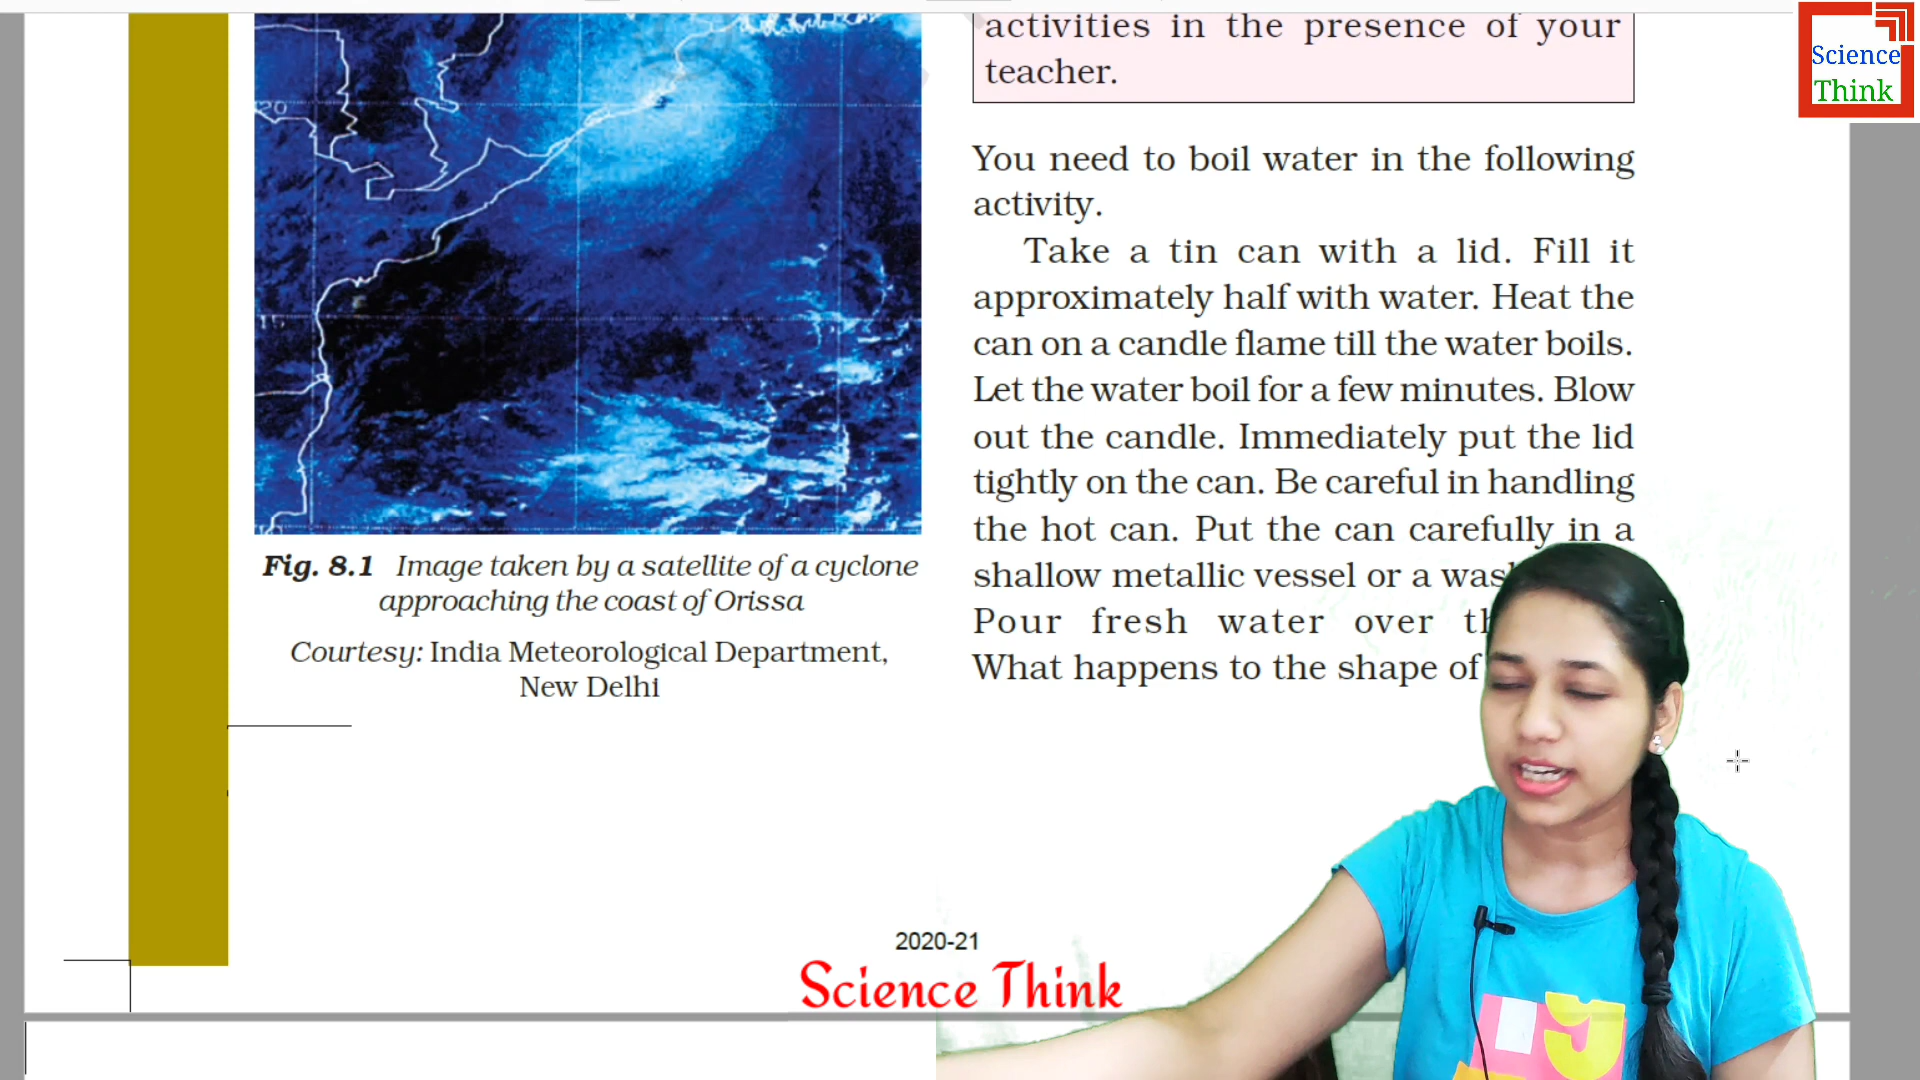 activities in the presence of your
teacher.
Science
Think
You need to boil water in the following
activity.
Take a tin can with a lid. Fill it
approximately half with water. Heat the
can on a candle flame till the water boils.
Let the water boil for a few minutes. Blow
out the candle. Immediately put the lid
tightly on the can. Be careful in handling
the hot can. Put the can carefully in a
shallow metallic vessel or a
Pour fresh water over
What happens to the shape of
20
15
Fig. 8.1 Image taken by a satellite of a cyclone
approaching the coast of Orissa
Courtesy: India Meteorological Department,
New Delhi
2020-21
Science Think